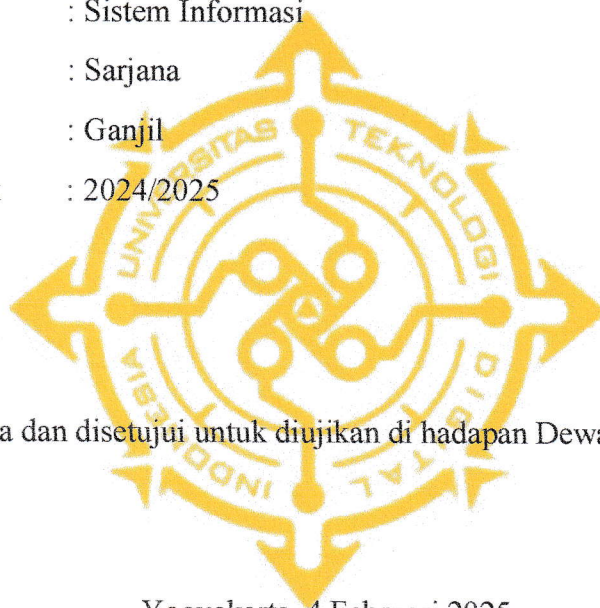 : Sistem Informasi
: Sarjana
: Ganjil
: 2024/2025
UNIVERSITAS TEKNOLOGI DIGITAL INDONESIA
a dan disetujui untuk diujikan di hadapan Dewa
Yogyakarta, 4 Februari 2025